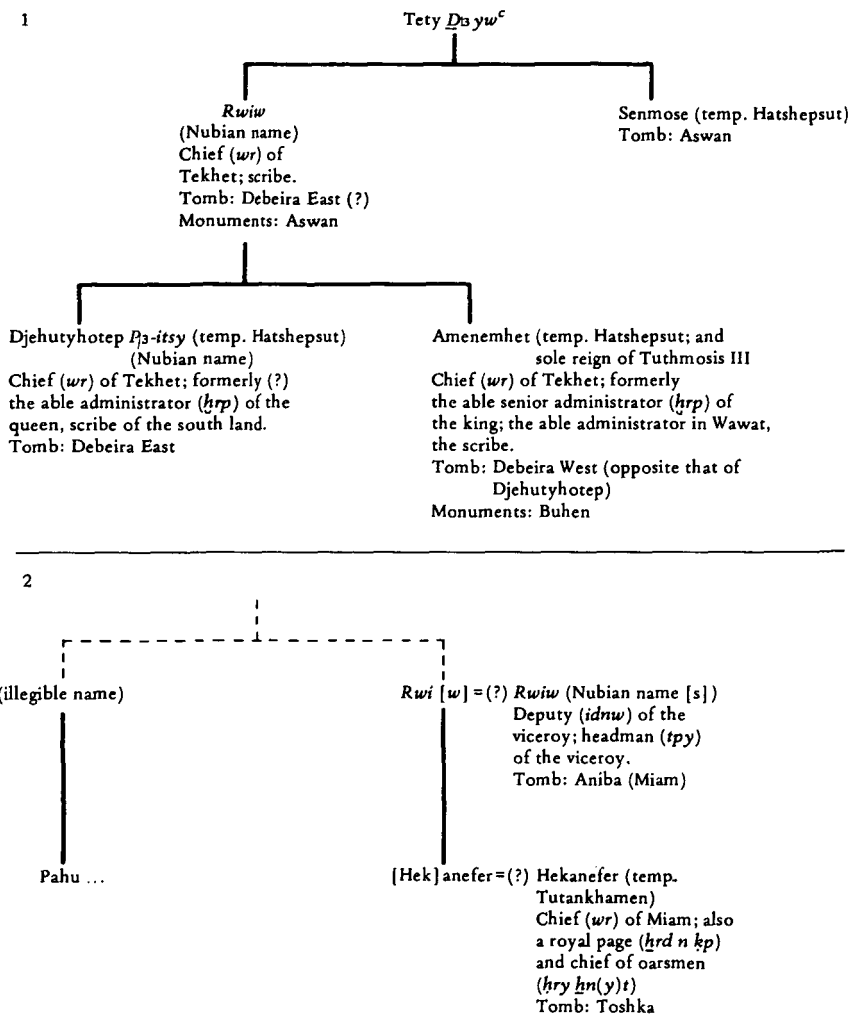 1
Tety Ḏꜣ ywᶜ
Rwiw
(Nubian name)
Chief (wr) of
Tekhet; scribe.
Tomb: Debeira East (?)
Monuments: Aswan
Senmose (temp. Hatshepsut)
Tomb: Aswan
Djehutyhotep Pꜣ-itsy (temp. Hatshepsut)
(Nubian name)
Chief (wr) of Tekhet; formerly (?)
the able administrator (ḫrp) of the
queen, scribe of the south land.
Tomb: Debeira East
Amenemhet (temp. Hatshepsut; and
sole reign of Tuthmosis III
Chief (wr) of Tekhet; formerly
the able senior administrator (ḫrp) of
the king; the able administrator in Wawat,
the scribe.
Tomb: Debeira West (opposite that of
Djehutyhotep)
Monuments: Buhen
2
(illegible name)
Rwi [w] =(?) Rwiw (Nubian name [s])
Deputy (idnw) of the
viceroy; headman (tpy)
of the viceroy.
Tomb: Aniba (Miam)
Pahu ...
[Hek] anefer=(?) Hekanefer (temp.
Tutankhamen)
Chief (wr) of Miam; also
a royal page (ẖrd n kꜣp)
and chief of oarsmen
(ḥry ẖn(y)t)
Tomb: Toshka